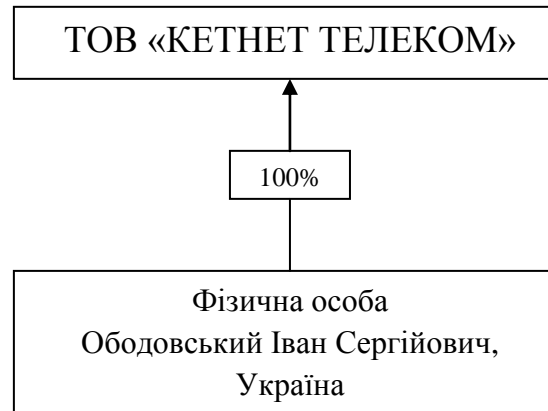 ТОВ «КЕТНЕТ ТЕЛЕКОМ»
100%
Фізична особа
Ободовський Іван Сергійович,
Україна